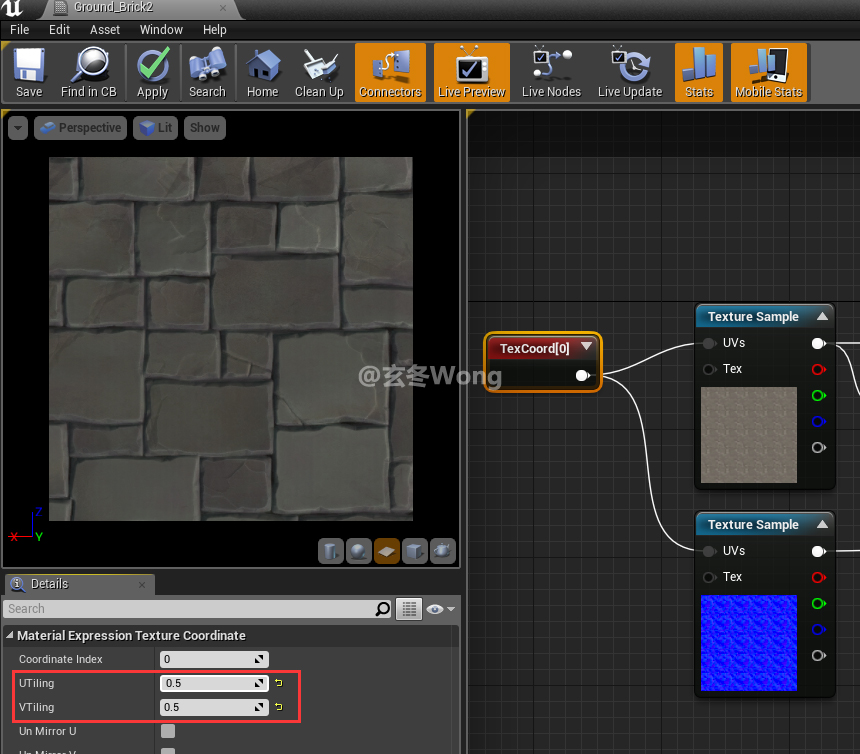 Ground_Brick2
File Edit Asset Window Help
Save Find in CB Apply Search Home Clean Up Connectors Live Preview Live Nodes Live Update Stats Mobile Stats
Perspective Lit Show
TexCoord[0]
Texture Sample
UVs
Tex
@玄冬Wong
Texture Sample
UVs
Tex
Z
X Y
Details
Search
Material Expression Texture Coordinate
Coordinate Index 0
UTiling 0.5
VTiling 0.5
Un Mirror U
Un Mirror V